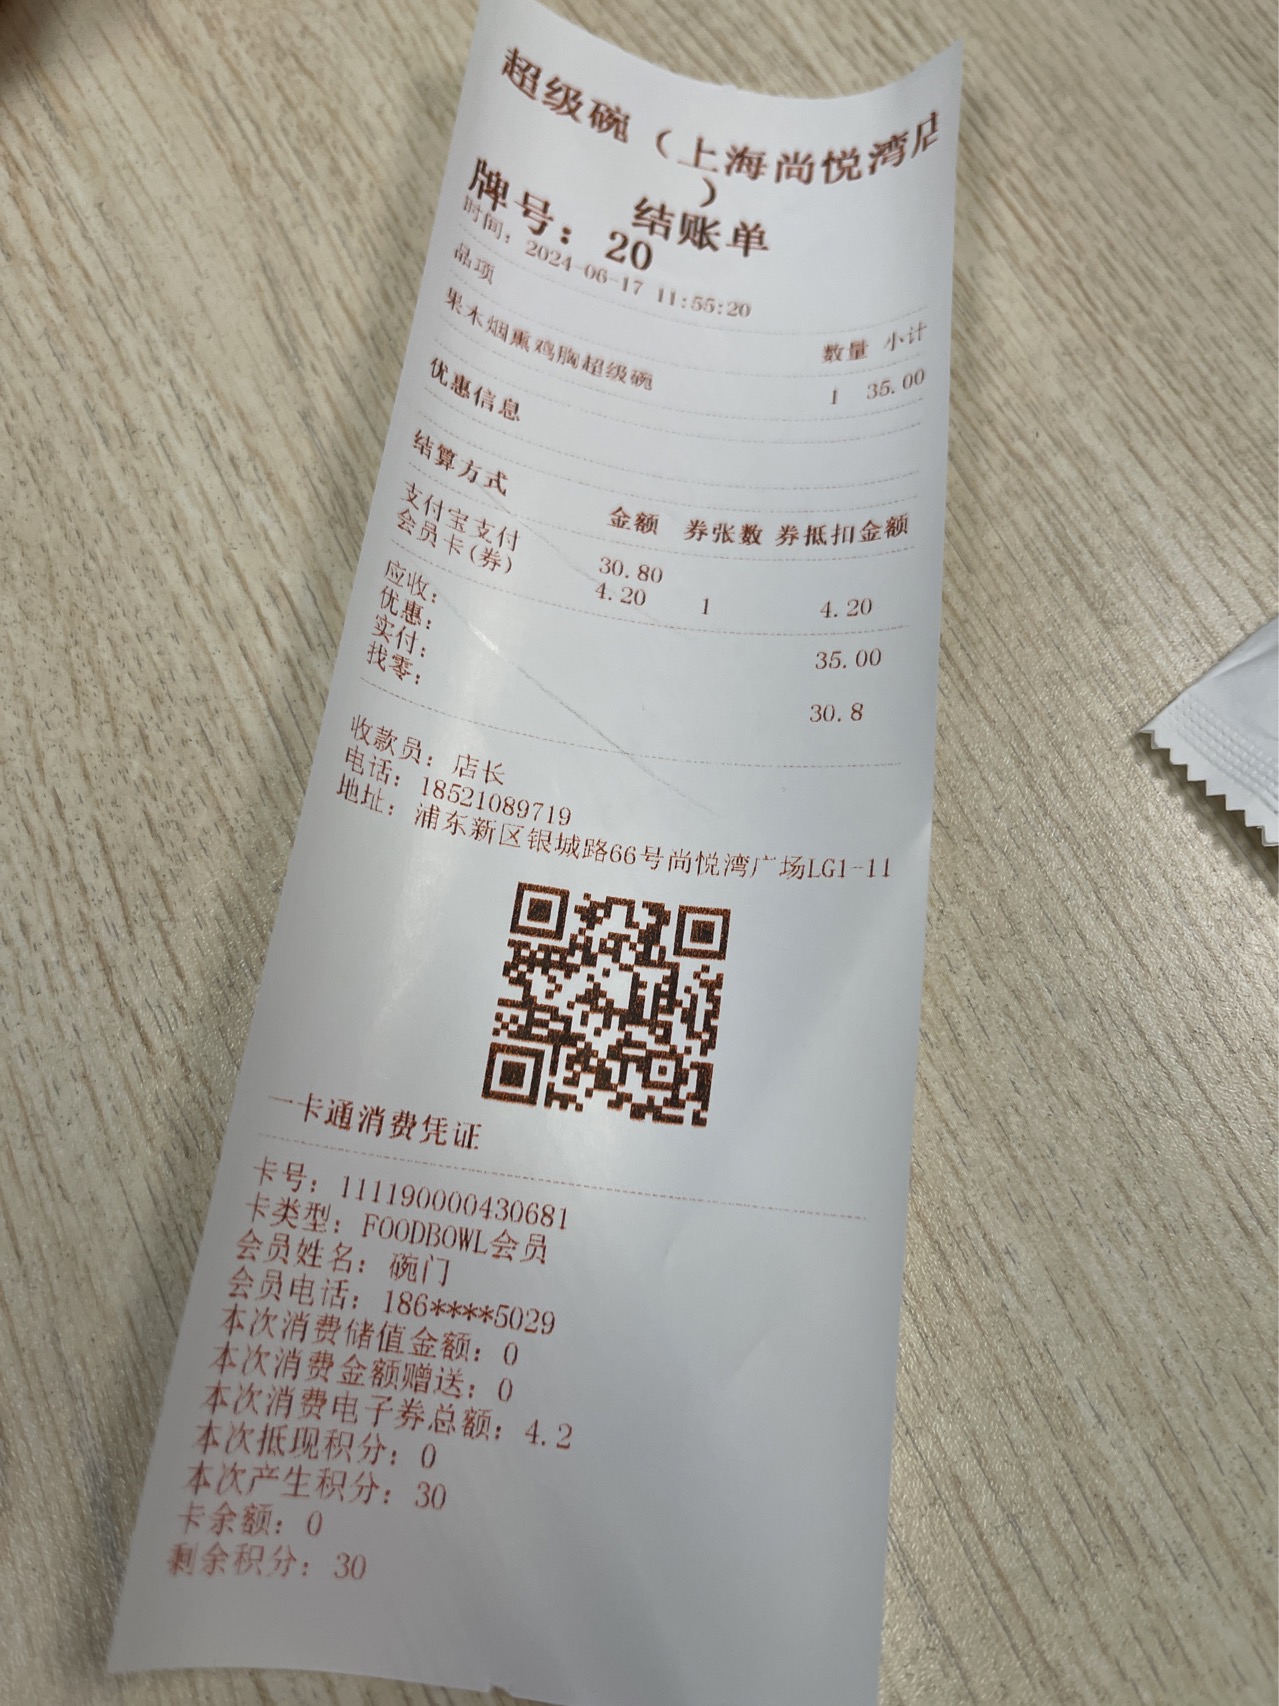 超级碗（上海尚悦湾店
）
结账单
牌号：20
时间：2024-06-17 11:55:20
品项 数量 小计
果木烟熏鸡胸超级碗 1 35.00
优惠信息
结算方式 金额 券张数 券抵扣金额
支付宝支付 30.80
会员卡(券) 4.20 1 4.20
应收： 35.00
优惠：
实付： 30.8
找零：
收款员：店长
电话：18521089719
地址：浦东新区银城路66号尚悦湾广场LG1-11
一卡通消费凭证
卡号：111190000430681
卡类型：FOODBOWL会员
会员姓名：碗门
会员电话：186****5029
本次消费储值金额：0
本次消费金额赠送：0
本次消费电子券总额：4.2
本次抵现积分：0
本次产生积分：30
卡余额：0
剩余积分：30